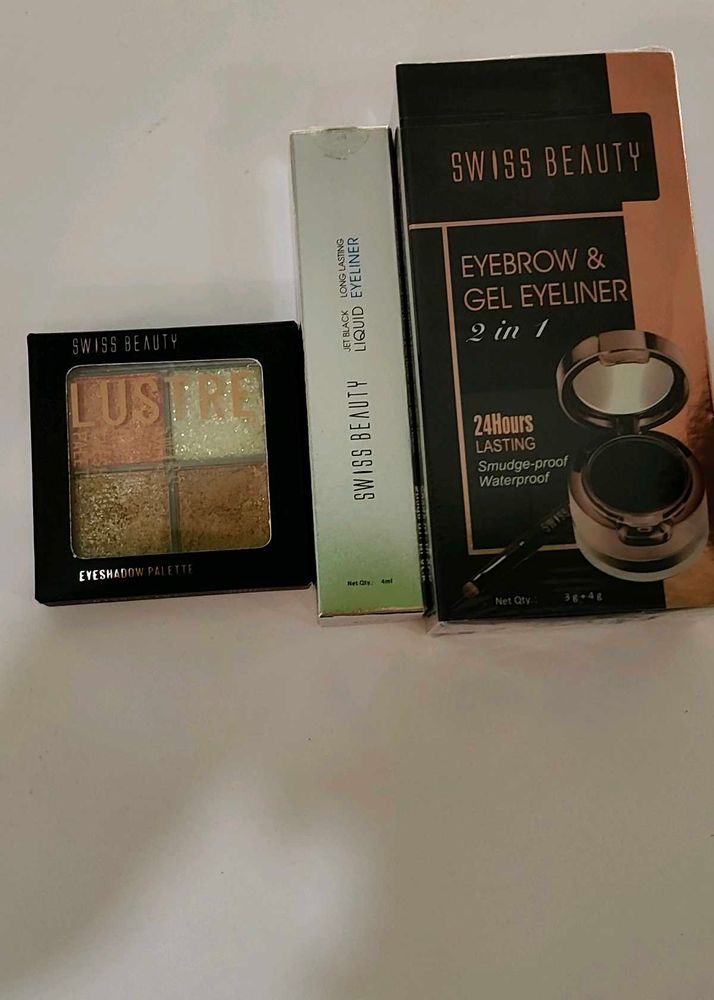 SWISS BEAUTY
LUSTRE
EYESHADOW PALETTE
SWISS BEAUTY
JET BLACK LONG LASTING
LIQUID EYELINER
Net Qty.: 4ml
SWISS BEAUTY
EYEBROW &
GEL EYELINER
2 in 1
24Hours
LASTING
Smudge-proof
Waterproof
SWISS
Net Qty.: 3g+4g